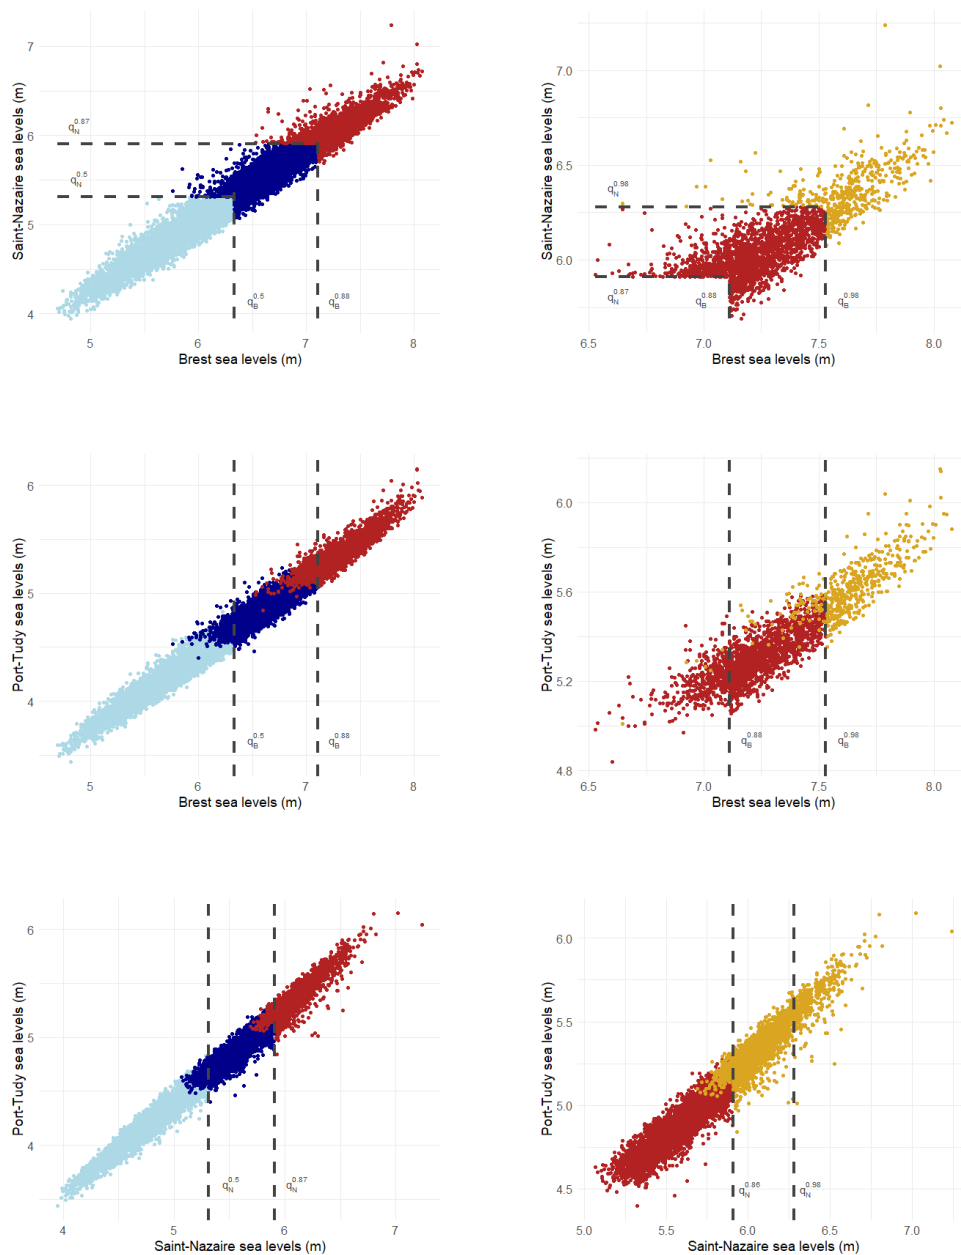 7
6
5
4
q_N^0.87
q_N^0.5
q_B^0.5
q_B^0.88
5
6
7
8
Brest sea levels (m)
Saint-Nazaire sea levels (m)
7.0
6.5
6.0
q_N^0.98
q_N^0.87
q_B^0.88
q_B^0.98
6.5
7.0
7.5
8.0
Brest sea levels (m)
Saint-Nazaire sea levels (m)
6
5
4
q_B^0.5
q_B^0.88
5
6
7
8
Brest sea levels (m)
Port-Tudy sea levels (m)
6.0
5.6
5.2
4.8
q_B^0.88
q_B^0.98
6.5
7.0
7.5
8.0
Brest sea levels (m)
Port-Tudy sea levels (m)
6
5
4
q_N^0.5
q_N^0.87
4
5
6
7
Saint-Nazaire sea levels (m)
Port-Tudy sea levels (m)
6.0
5.5
5.0
4.5
q_N^0.86
q_N^0.98
5.0
5.5
6.0
6.5
7.0
Saint-Nazaire sea levels (m)
Port-Tudy sea levels (m)